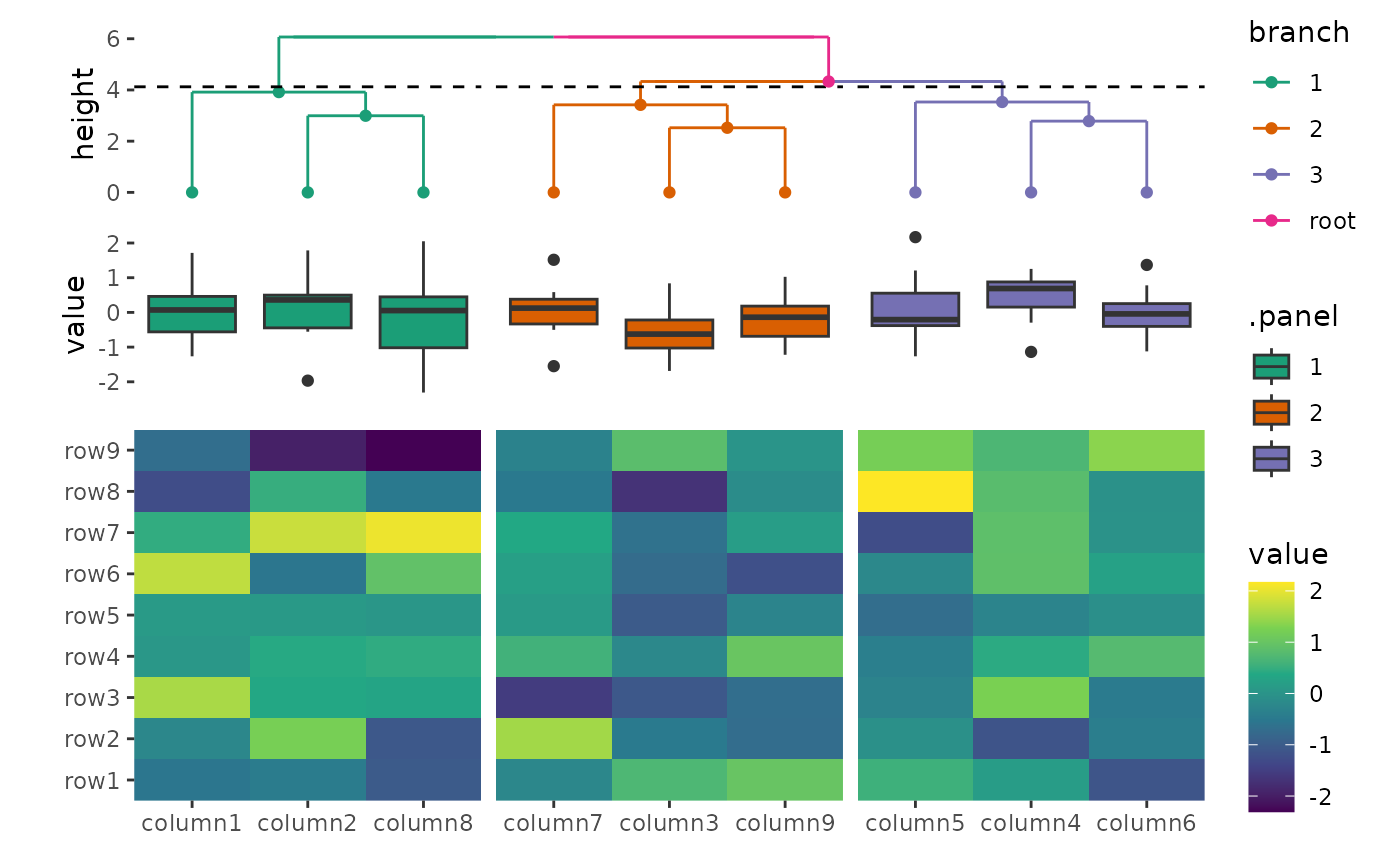 height
6
4
2
0
value
2
1
0
-1
-2
row9
row8
row7
row6
row5
row4
row3
row2
row1
column1 column2 column8 column7 column3 column9 column5 column4 column6
branch
1
2
3
root
.panel
1
2
3
value
2
1
0
-1
-2